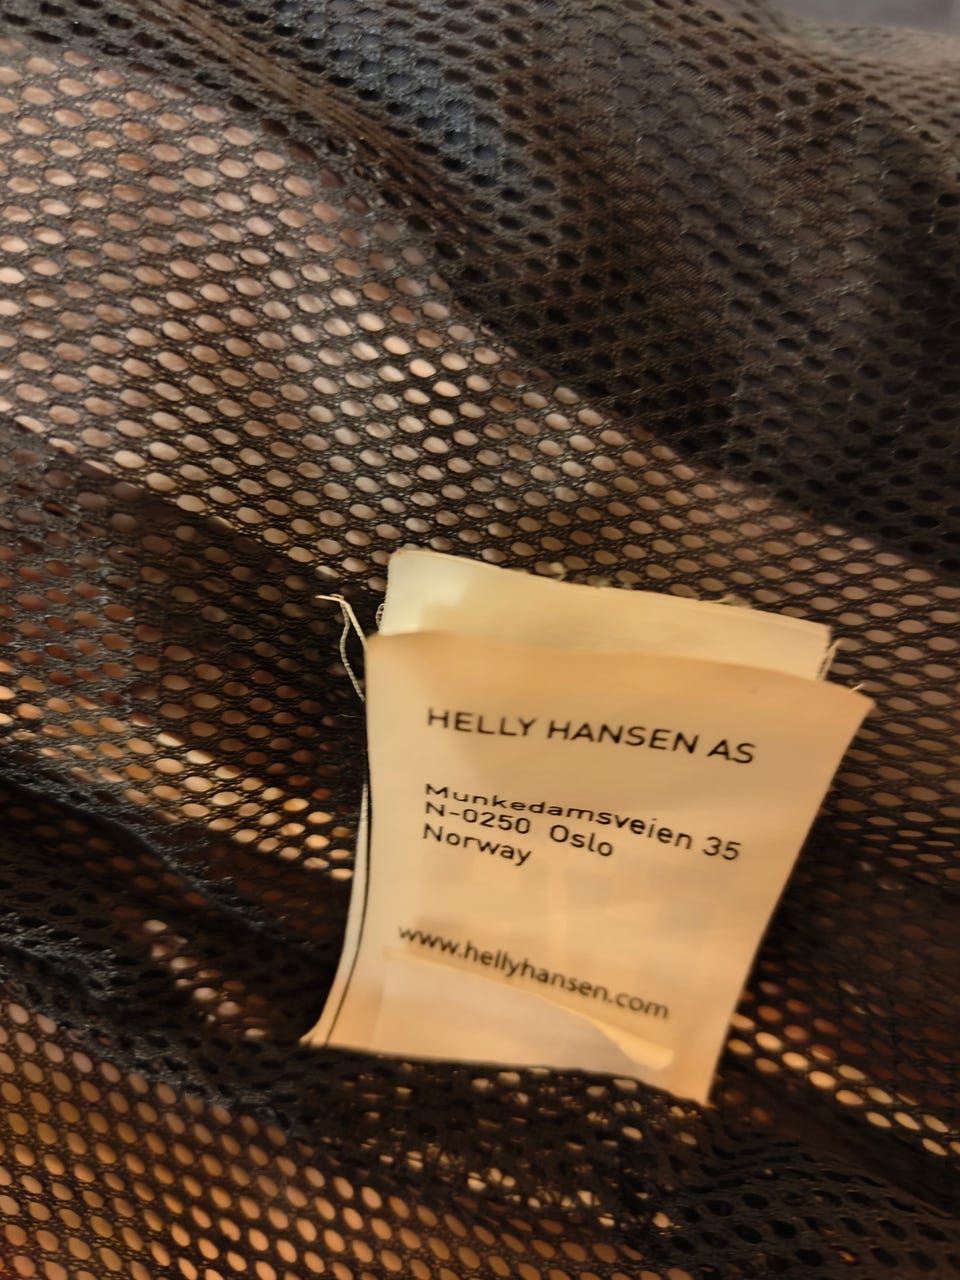 HELLY HANSEN AS
Munkedamsveien 35
N-0250 Oslo
Norway
www.hellyhansen.com